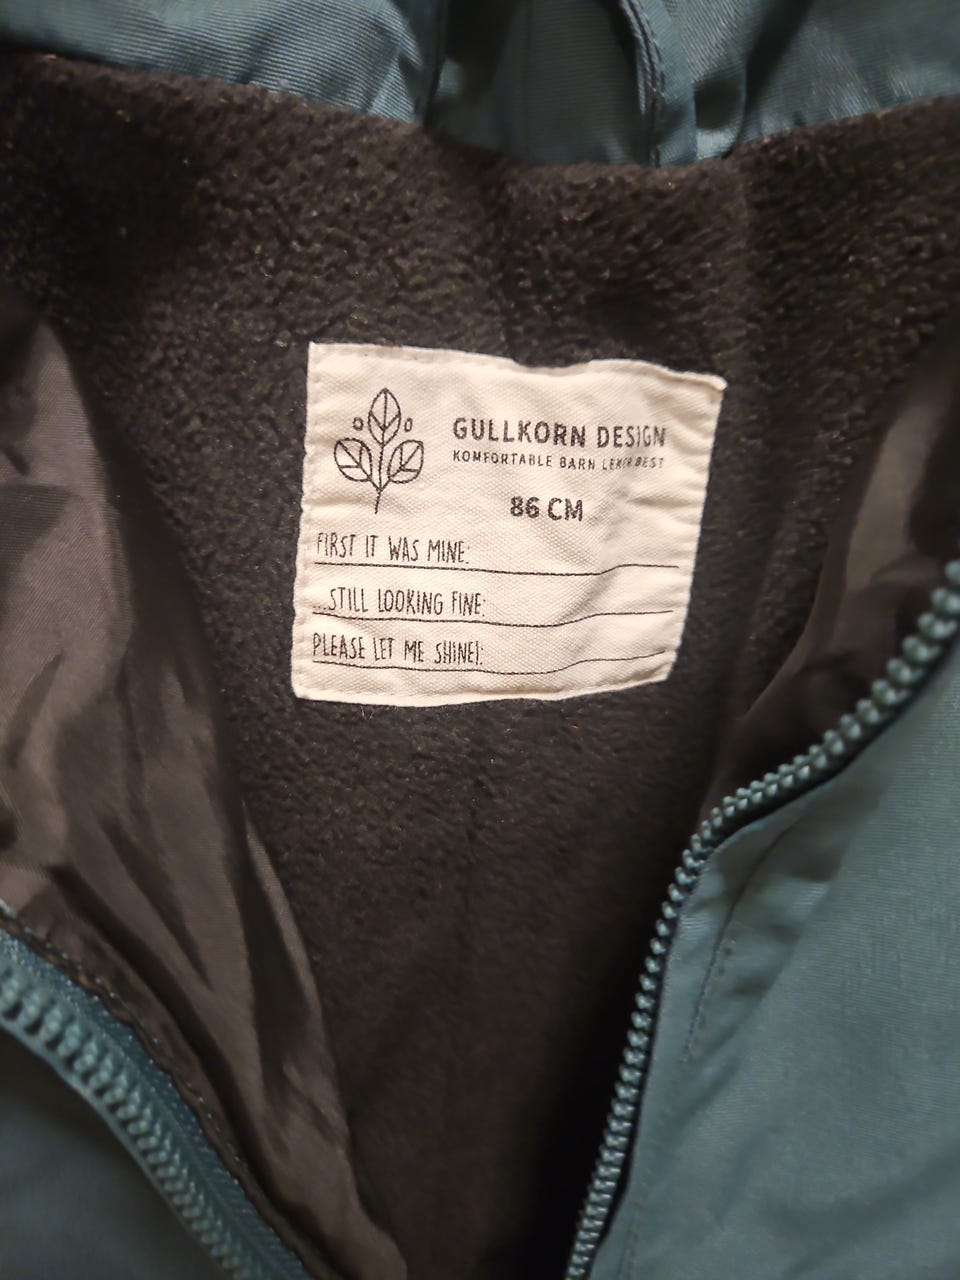 GULLKORN DESIGN
KOMFORTABLE BARN LEKER BEST
86 CM
FIRST IT WAS MINE:
...STILL LOOKING FINE:
PLEASE LET ME SHINE!: